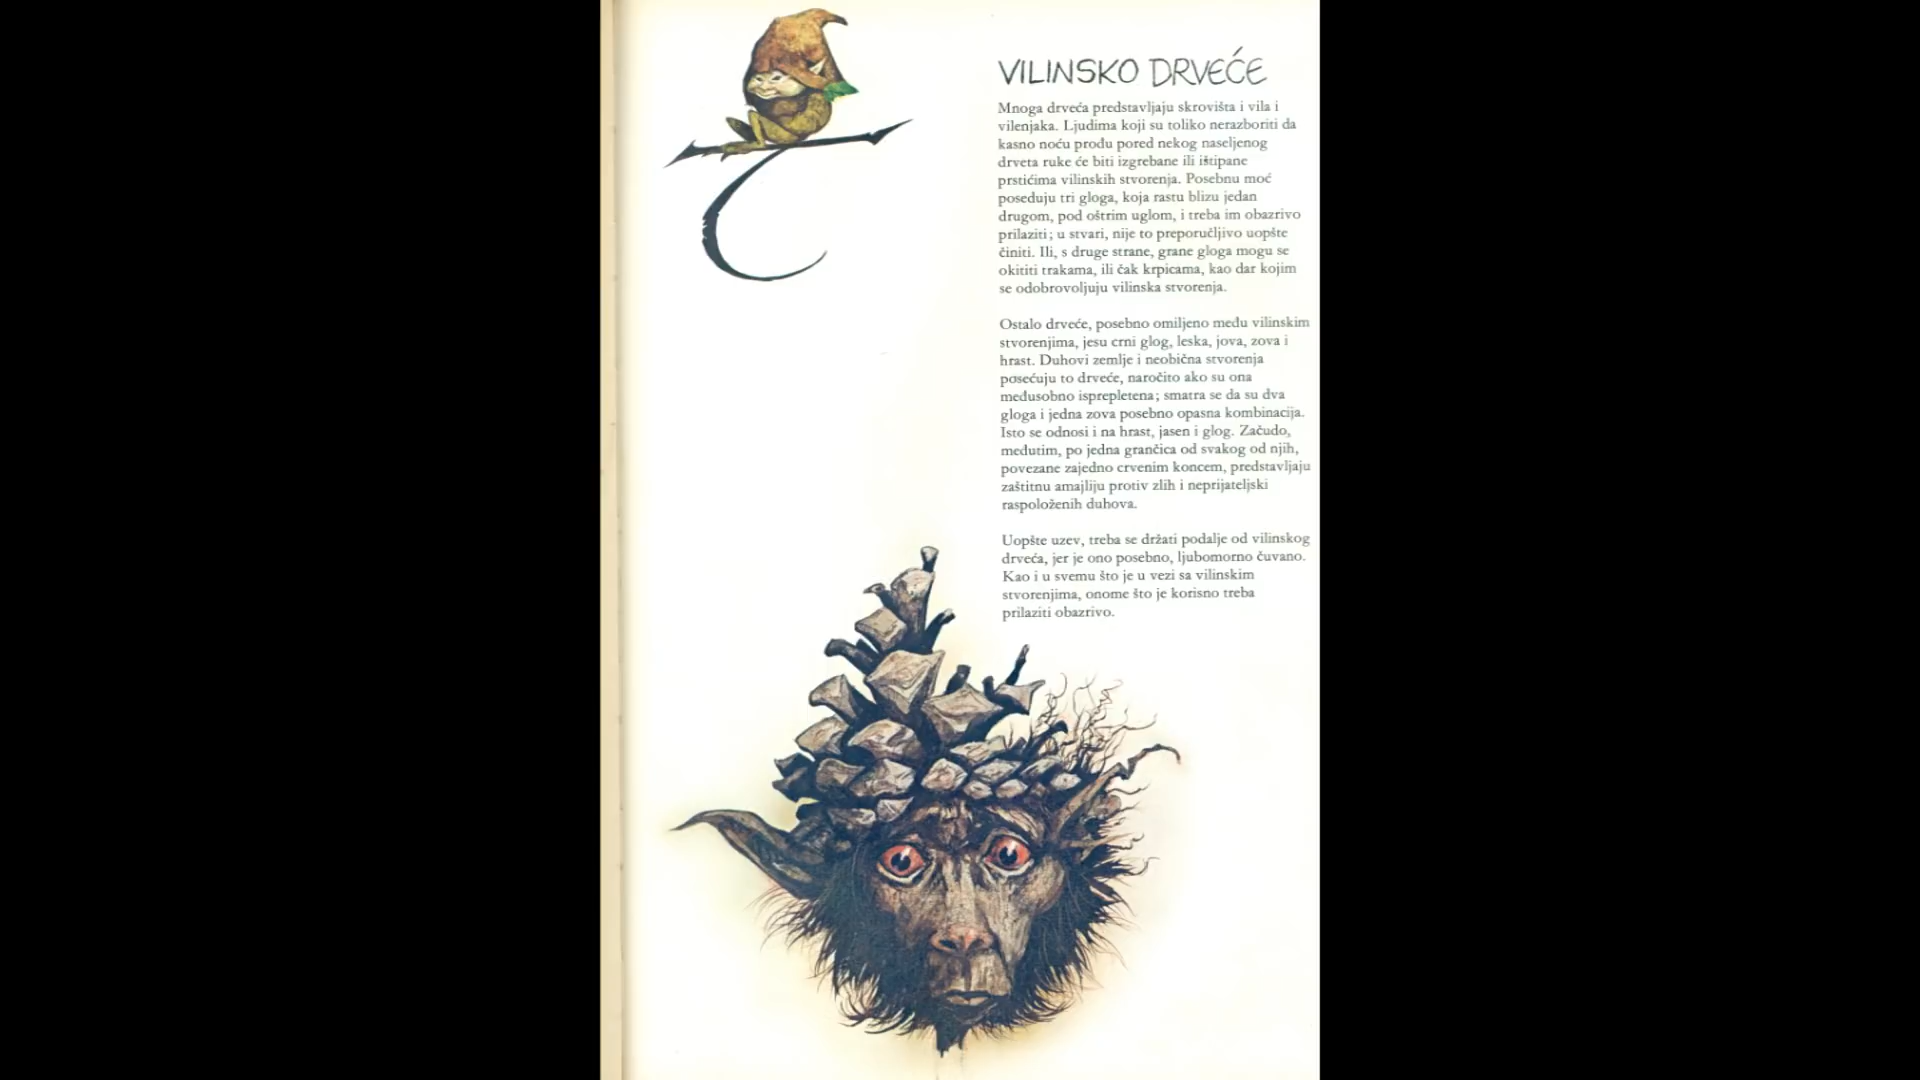 VILINSKO DRVEĆE
Mnoga drveća predstavljaju skrovišta i vila i
vilenjaka. Ljudima koji su toliko nerazboriti da
kasno noću prođu pored nekog naseljenog
drveta ruke će biti izgrebane ili ištipane
prstićima vilinskih stvorenja. Posebnu moć
poseduju tri gloga, koja rastu blizu jedan
drugom, pod oštrim uglom, i treba im obazrivo
prilaziti; u stvari, nije to preporučljivo uopšte
činiti. Ili, s druge strane, grane gloga mogu se
okititi trakama, ili čak krpicama, kao dar kojim
se odobrovoljuju vilinska stvorenja.
Ostalo drveće, posebno omiljeno među vilinskim
stvorenjima, jesu crni glog, leska, jova, zova i
hrast. Duhovi zemlje i neobična stvorenja
posećuju to drveće, naročito ako su ona
međusobno isprepletena; smatra se da su dva
gloga i jedna zova posebno opasna kombinacija.
Isto se odnosi i na hrast, jasen i glog. Začudo,
međutim, po jedna grančica od svakog od njih,
povezane zajedno crvenim koncem, predstavljaju
zaštitnu amajliju protiv zlih i neprijateljski
raspoloženih duhova.
Uopšte uzev, treba se držati podalje od vilinskog
drveća, jer je ono posebno, ljubomorno čuvano.
Kao i u svemu što je u vezi sa vilinskim
stvorenjima, onome što je korisno treba
prilaziti obazrivo.